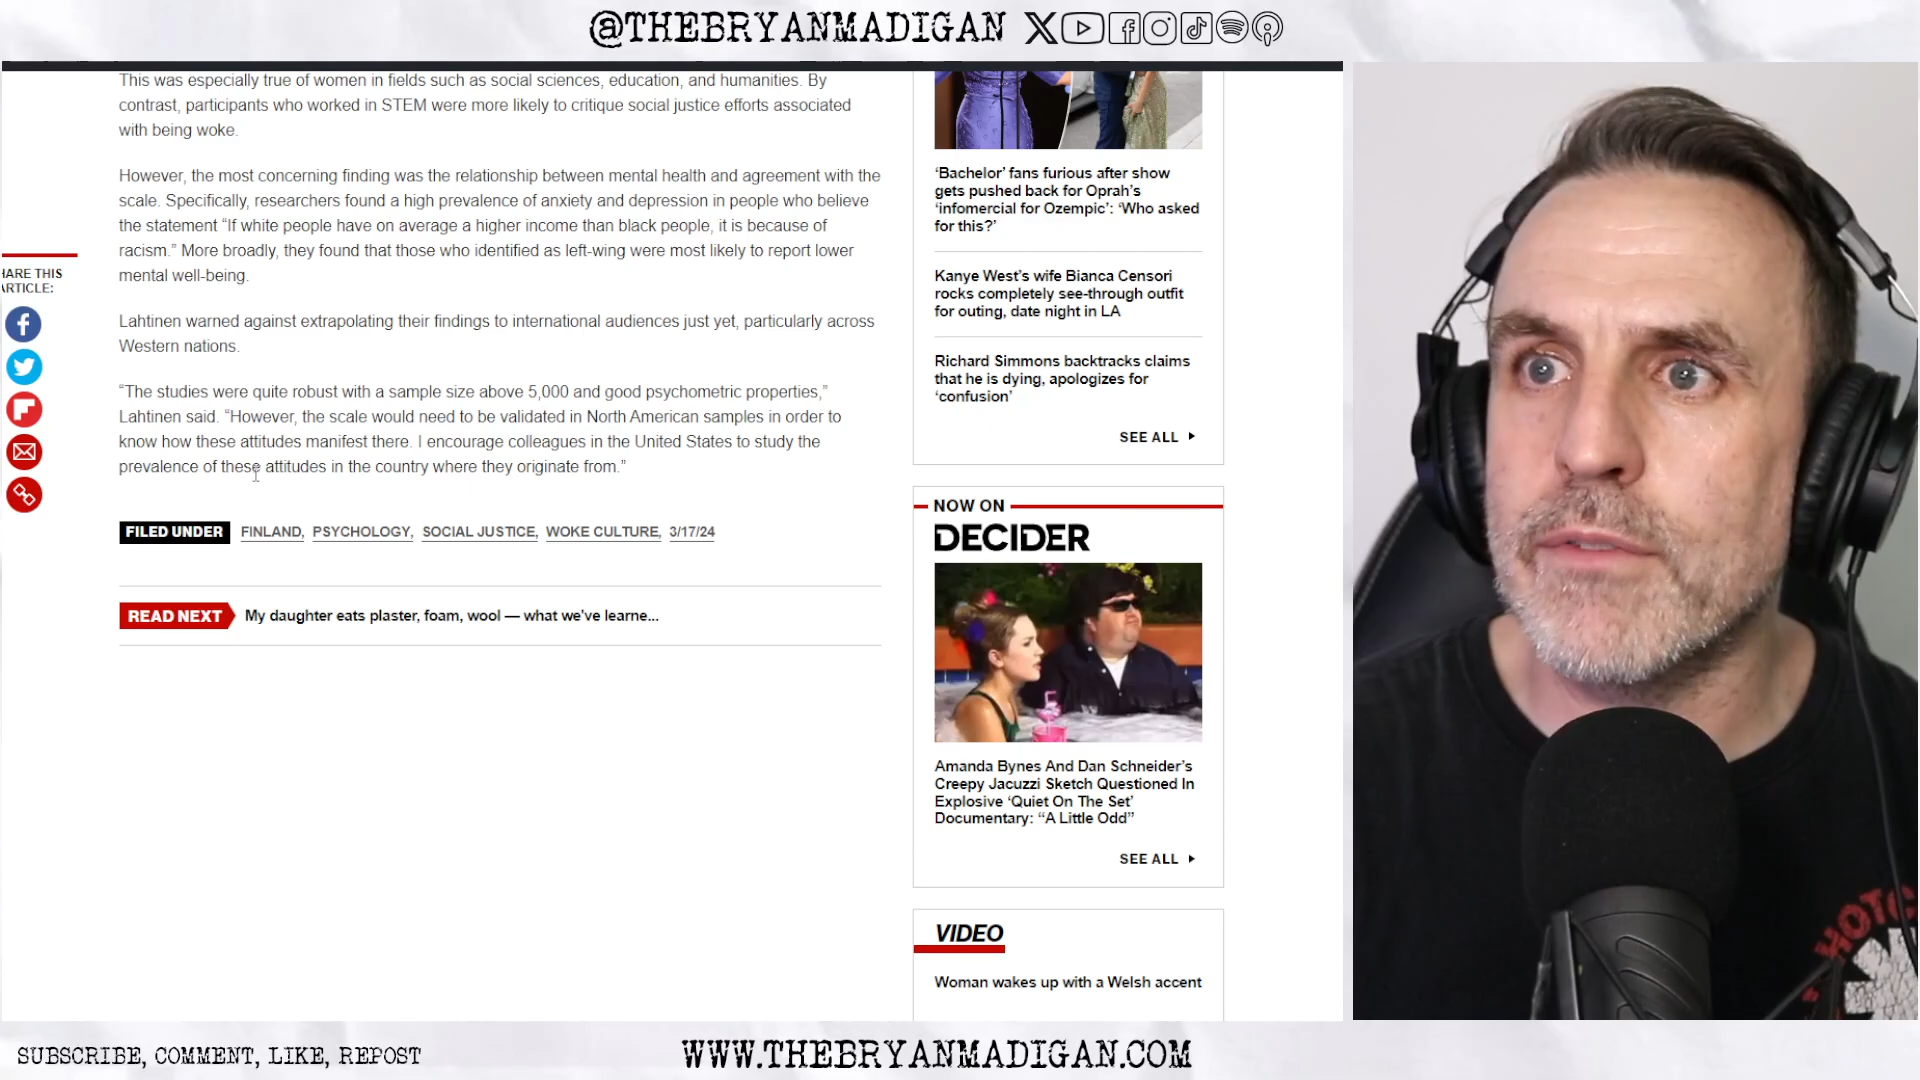 @THEBRYANMADIGAN
This was especially true of women in fields such as social sciences, education, and humanities. By
contrast, participants who worked in STEM were more likely to critique social justice efforts associated
with being woke.
However, the most concerning finding was the relationship between mental health and agreement with the
scale. Specifically, researchers found a high prevalence of anxiety and depression in people who believe
the statement “If white people have on average a higher income than black people, it is because of
racism.” More broadly, they found that those who identified as left-wing were most likely to report lower
mental well-being.
HARE THIS
ARTICLE:
Lahtinen warned against extrapolating their findings to international audiences just yet, particularly across
Western nations.
“The studies were quite robust with a sample size above 5,000 and good psychometric properties,”
Lahtinen said. “However, the scale would need to be validated in North American samples in order to
know how these attitudes manifest there. I encourage colleagues in the United States to study the
prevalence of these attitudes in the country where they originate from.”
FILED UNDER FINLAND, PSYCHOLOGY, SOCIAL JUSTICE, WOKE CULTURE, 3/17/24
READ NEXT My daughter eats plaster, foam, wool — what we've learne...
‘Bachelor’ fans furious after show
gets pushed back for Oprah’s
‘infomercial for Ozempic’: ‘Who asked
for this?’
Kanye West’s wife Bianca Censori
rocks completely see-through outfit
for outing, date night in LA
Richard Simmons backtracks claims
that he is dying, apologizes for
‘confusion’
SEE ALL
NOW ON
DECIDER
Amanda Bynes And Dan Schneider’s
Creepy Jacuzzi Sketch Questioned In
Explosive ‘Quiet On The Set’
Documentary: “A Little Odd”
SEE ALL
VIDEO
Woman wakes up with a Welsh accent
SUBSCRIBE, COMMENT, LIKE, REPOST
WWW.THEBRYANMADIGAN.COM